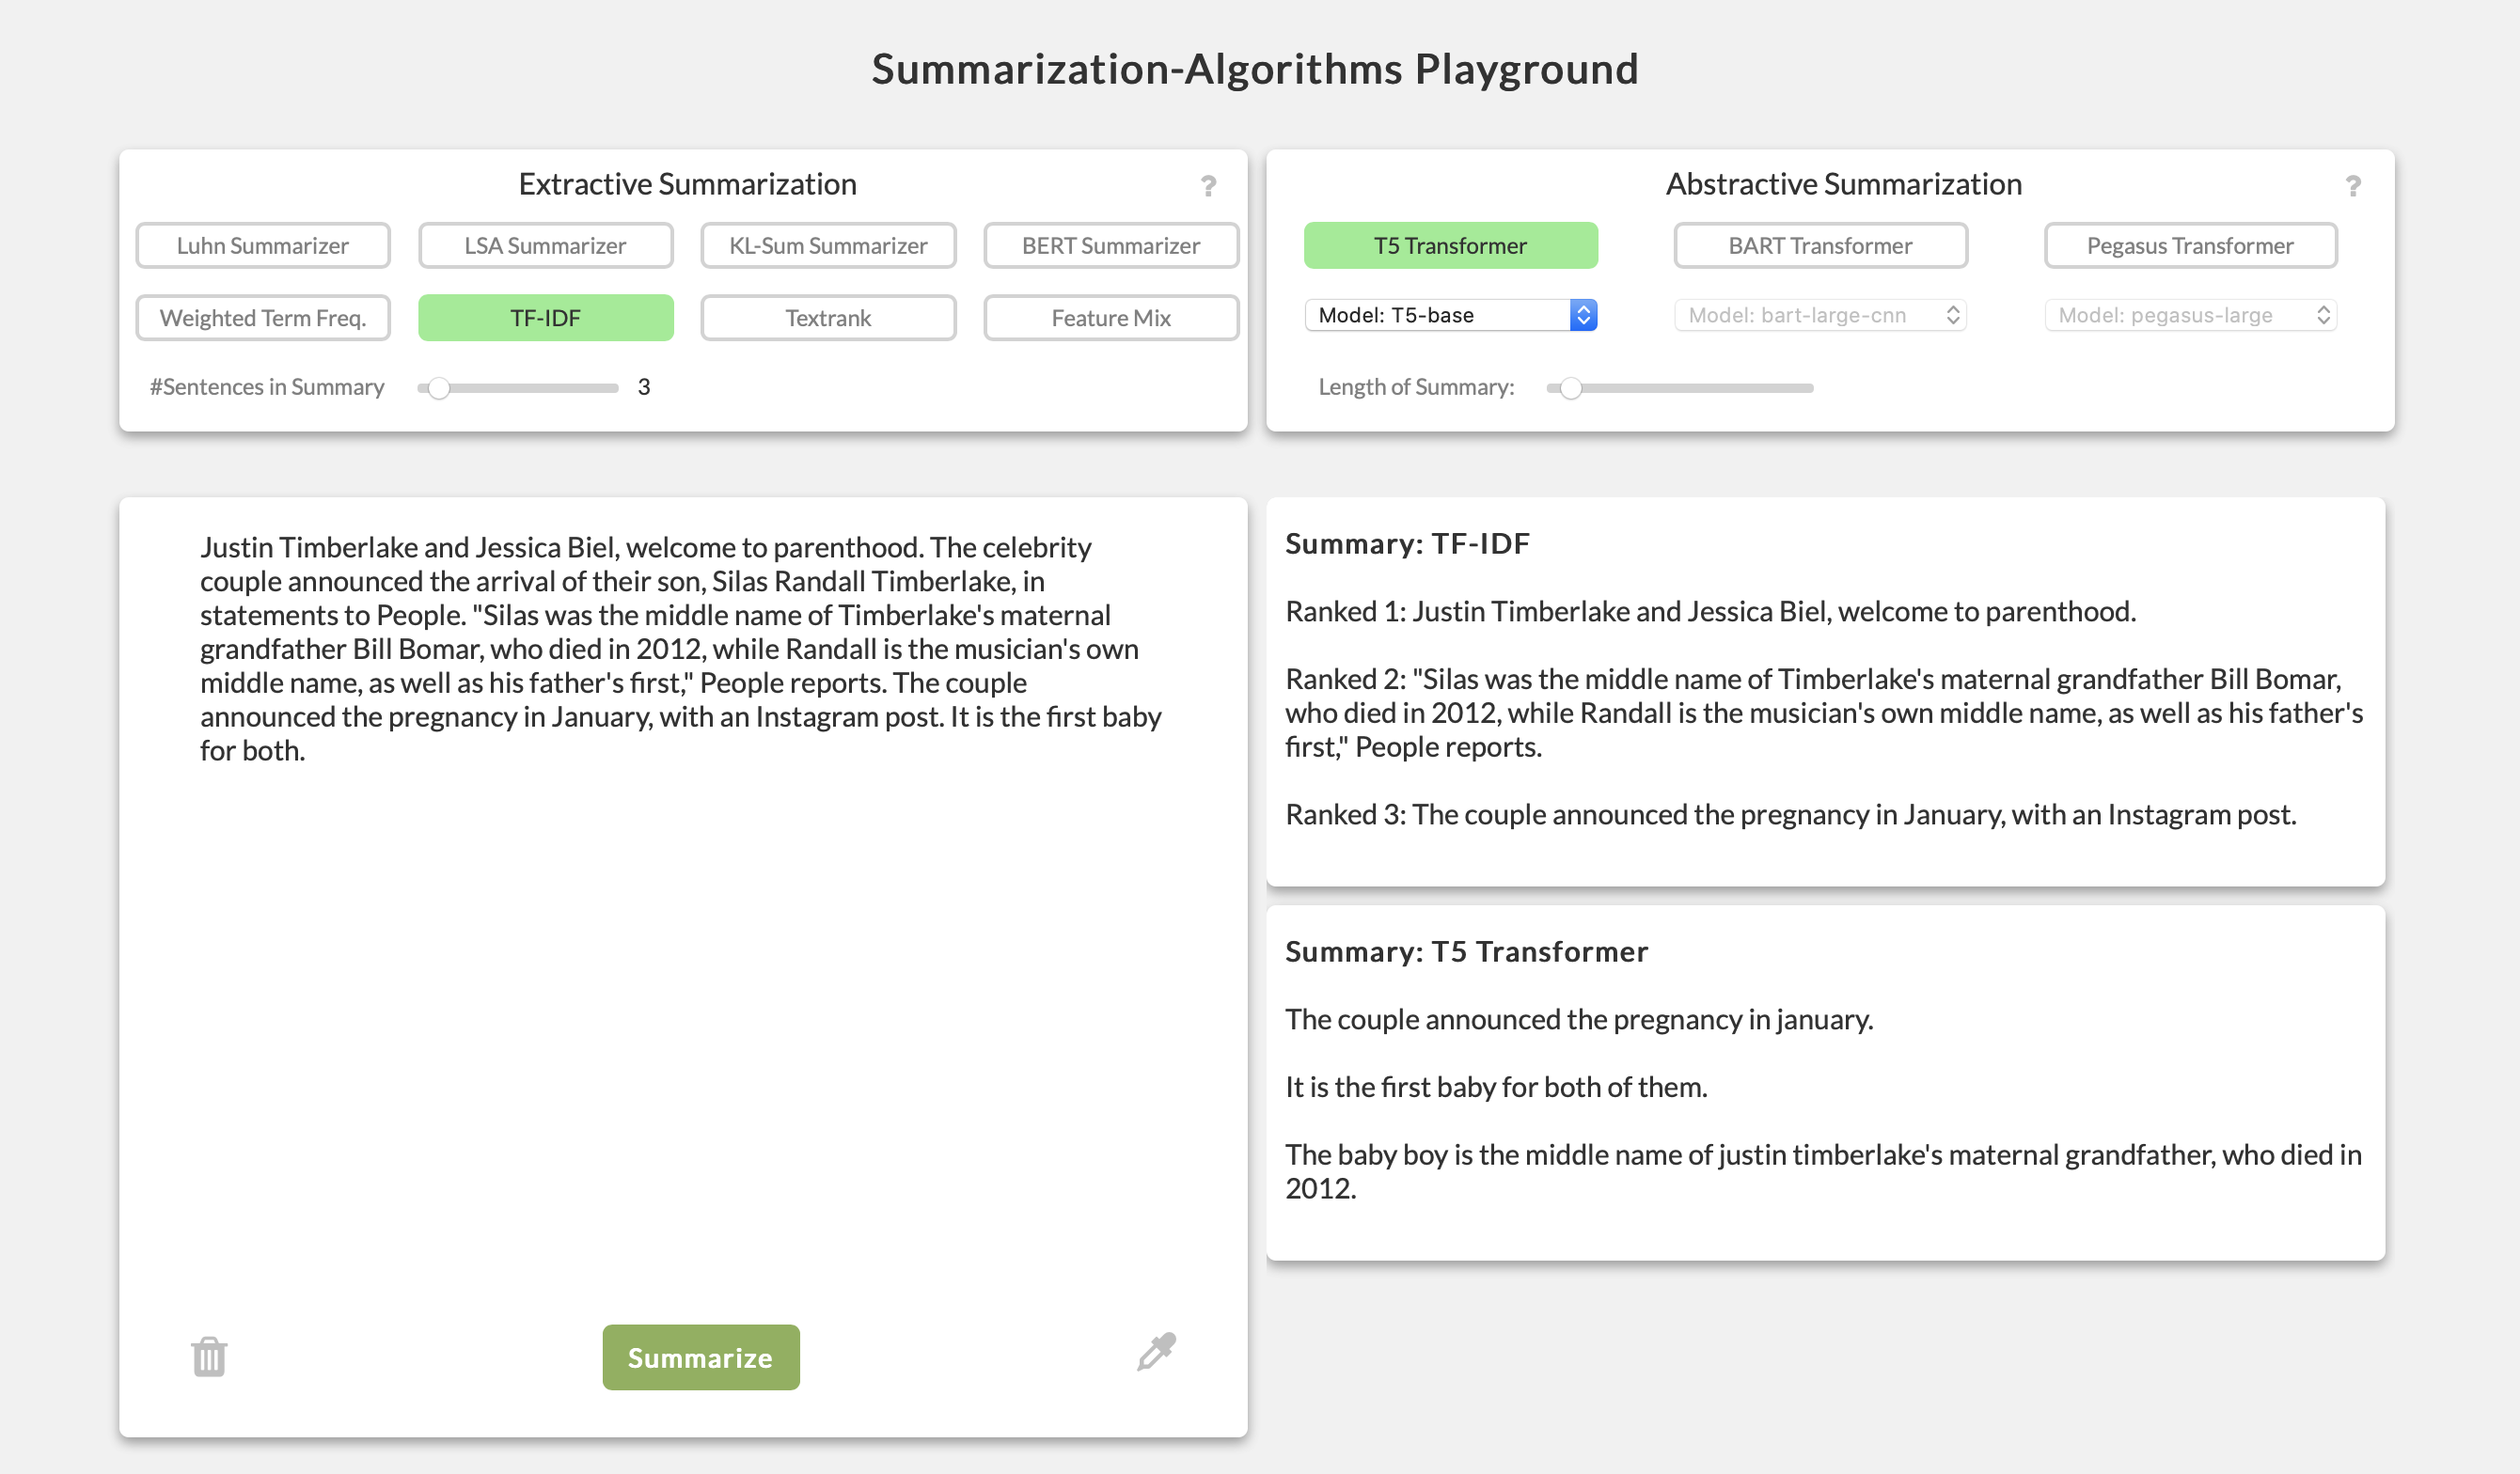 Summarization-Algorithms Playground
Extractive Summarization
?
Luhn Summarizer
LSA Summarizer
KL-Sum Summarizer
BERT Summarizer
Weighted Term Freq.
TF-IDF
Textrank
Feature Mix
#Sentences in Summary
3
Abstractive Summarization
?
T5 Transformer
BART Transformer
Pegasus Transformer
Model: T5-base
Model: bart-large-cnn
Model: pegasus-large
Length of Summary:
Justin Timberlake and Jessica Biel, welcome to parenthood. The celebrity
couple announced the arrival of their son, Silas Randall Timberlake, in
statements to People. "Silas was the middle name of Timberlake's maternal
grandfather Bill Bomar, who died in 2012, while Randall is the musician's own
middle name, as well as his father's first," People reports. The couple
announced the pregnancy in January, with an Instagram post. It is the first baby
for both.
Summarize
Summary: TF-IDF
Ranked 1: Justin Timberlake and Jessica Biel, welcome to parenthood.
Ranked 2: "Silas was the middle name of Timberlake's maternal grandfather Bill Bomar,
who died in 2012, while Randall is the musician's own middle name, as well as his father's
first," People reports.
Ranked 3: The couple announced the pregnancy in January, with an Instagram post.
Summary: T5 Transformer
The couple announced the pregnancy in january.
It is the first baby for both of them.
The baby boy is the middle name of justin timberlake's maternal grandfather, who died in
2012.